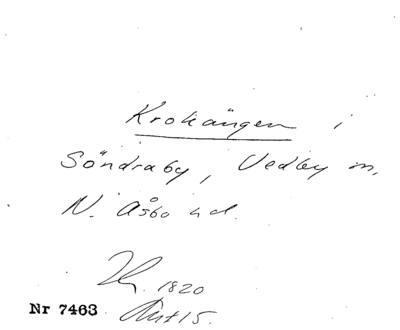 Krokängen i
Söndraby, Vedby m,
N. Åsbo hd.
1820
Nr 7463